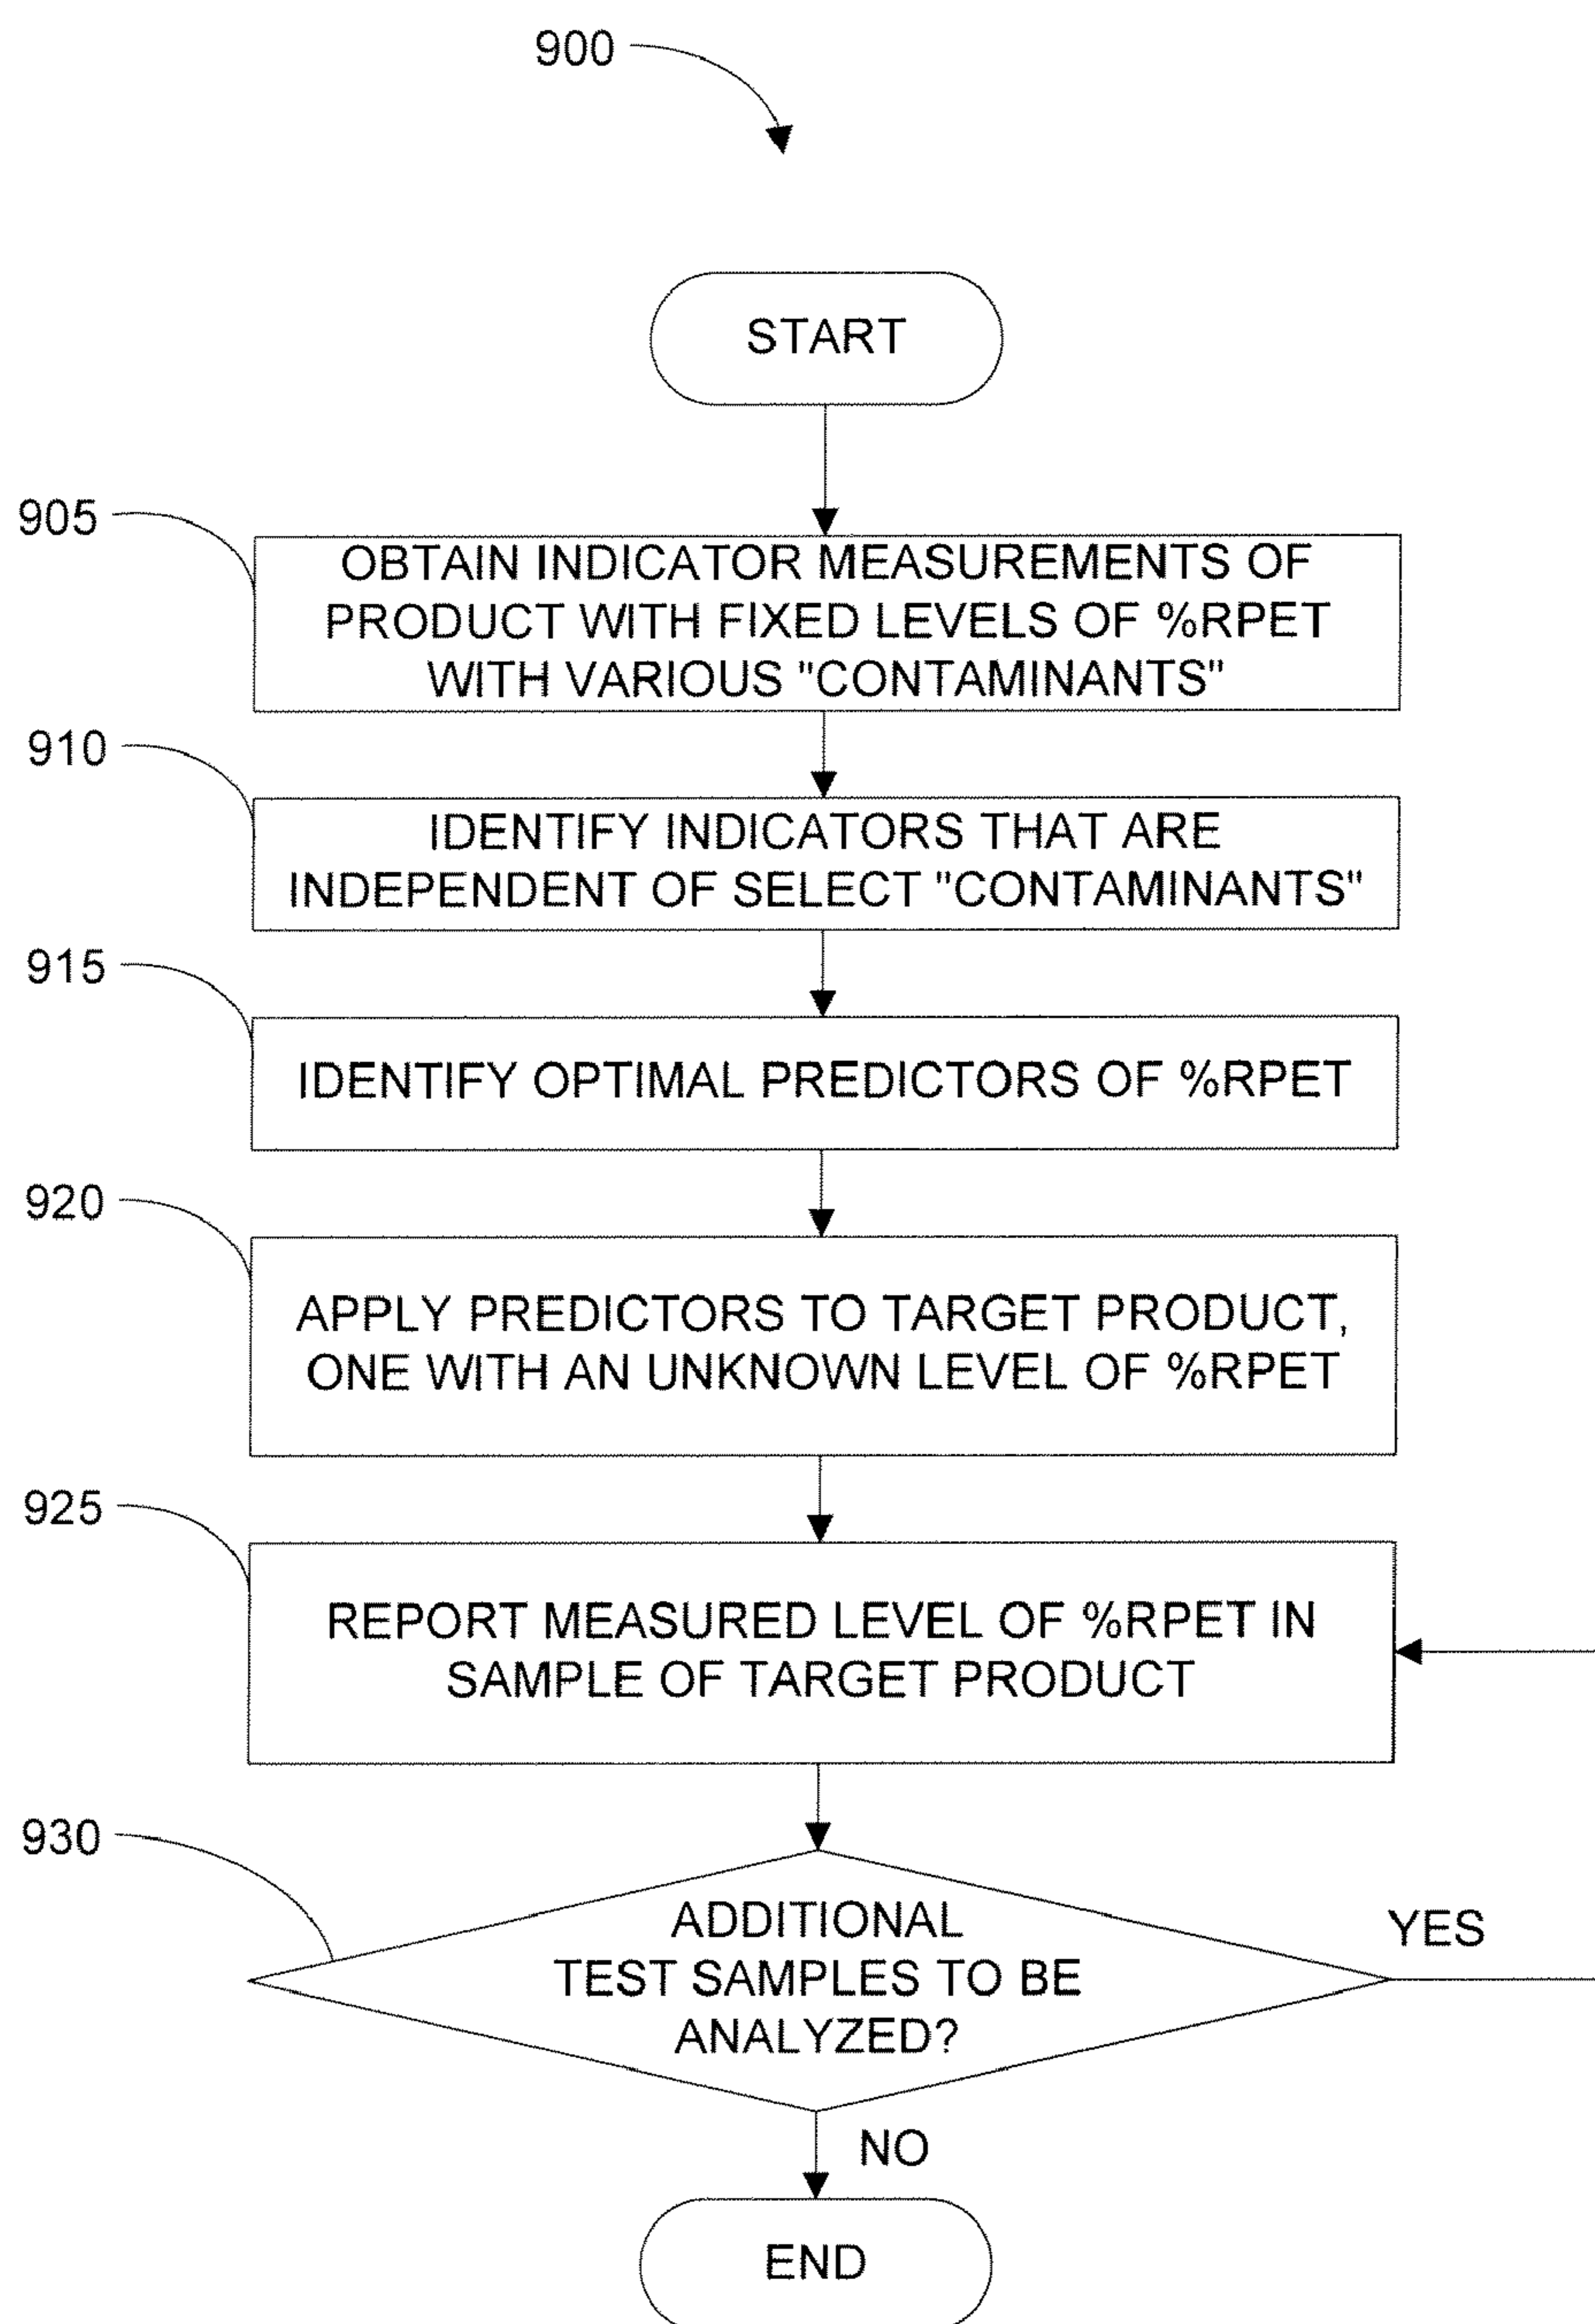 900
START
905
OBTAIN INDICATOR MEASUREMENTS OF
PRODUCT WITH FIXED LEVELS OF %RPET
WITH VARIOUS "CONTAMINANTS"
910
IDENTIFY INDICATORS THAT ARE
INDEPENDENT OF SELECT "CONTAMINANTS"
915
IDENTIFY OPTIMAL PREDICTORS OF %RPET
920
APPLY PREDICTORS TO TARGET PRODUCT,
ONE WITH AN UNKNOWN LEVEL OF %RPET
925
REPORT MEASURED LEVEL OF %RPET IN
SAMPLE OF TARGET PRODUCT
930
ADDITIONAL
TEST SAMPLES TO BE
ANALYZED?
YES
NO
END